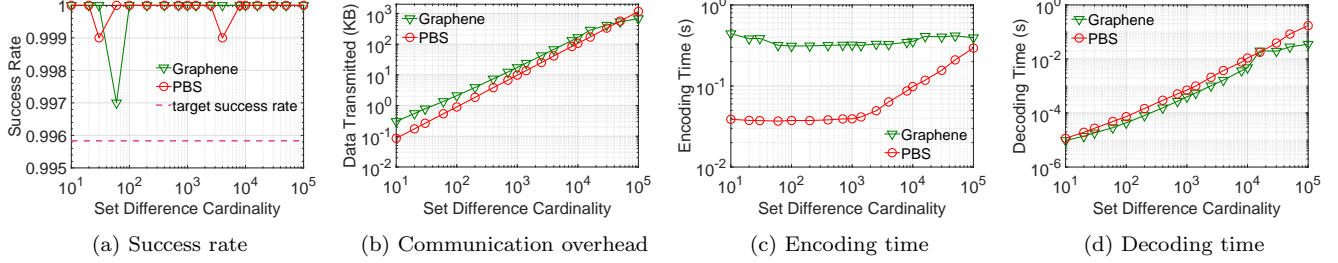 Success Rate
1
0.999
0.998
0.997
0.996
0.995
Graphene
PBS
target success rate
10^1 10^2 10^3 10^4 10^5
Set Difference Cardinality
(a) Success rate
Data Transmitted (KB)
10^3
10^2
10^1
10^0
10^-1
10^-2
Graphene
PBS
10^1 10^2 10^3 10^4 10^5
Set Difference Cardinality
(b) Communication overhead
Encoding Time (s)
10^0
10^-1
10^-2
Graphene
PBS
10^1 10^2 10^3 10^4 10^5
Set Difference Cardinality
(c) Encoding time
Decoding Time (s)
10^0
10^-2
10^-4
10^-6
Graphene
PBS
10^1 10^2 10^3 10^4 10^5
Set Difference Cardinality
(d) Decoding time